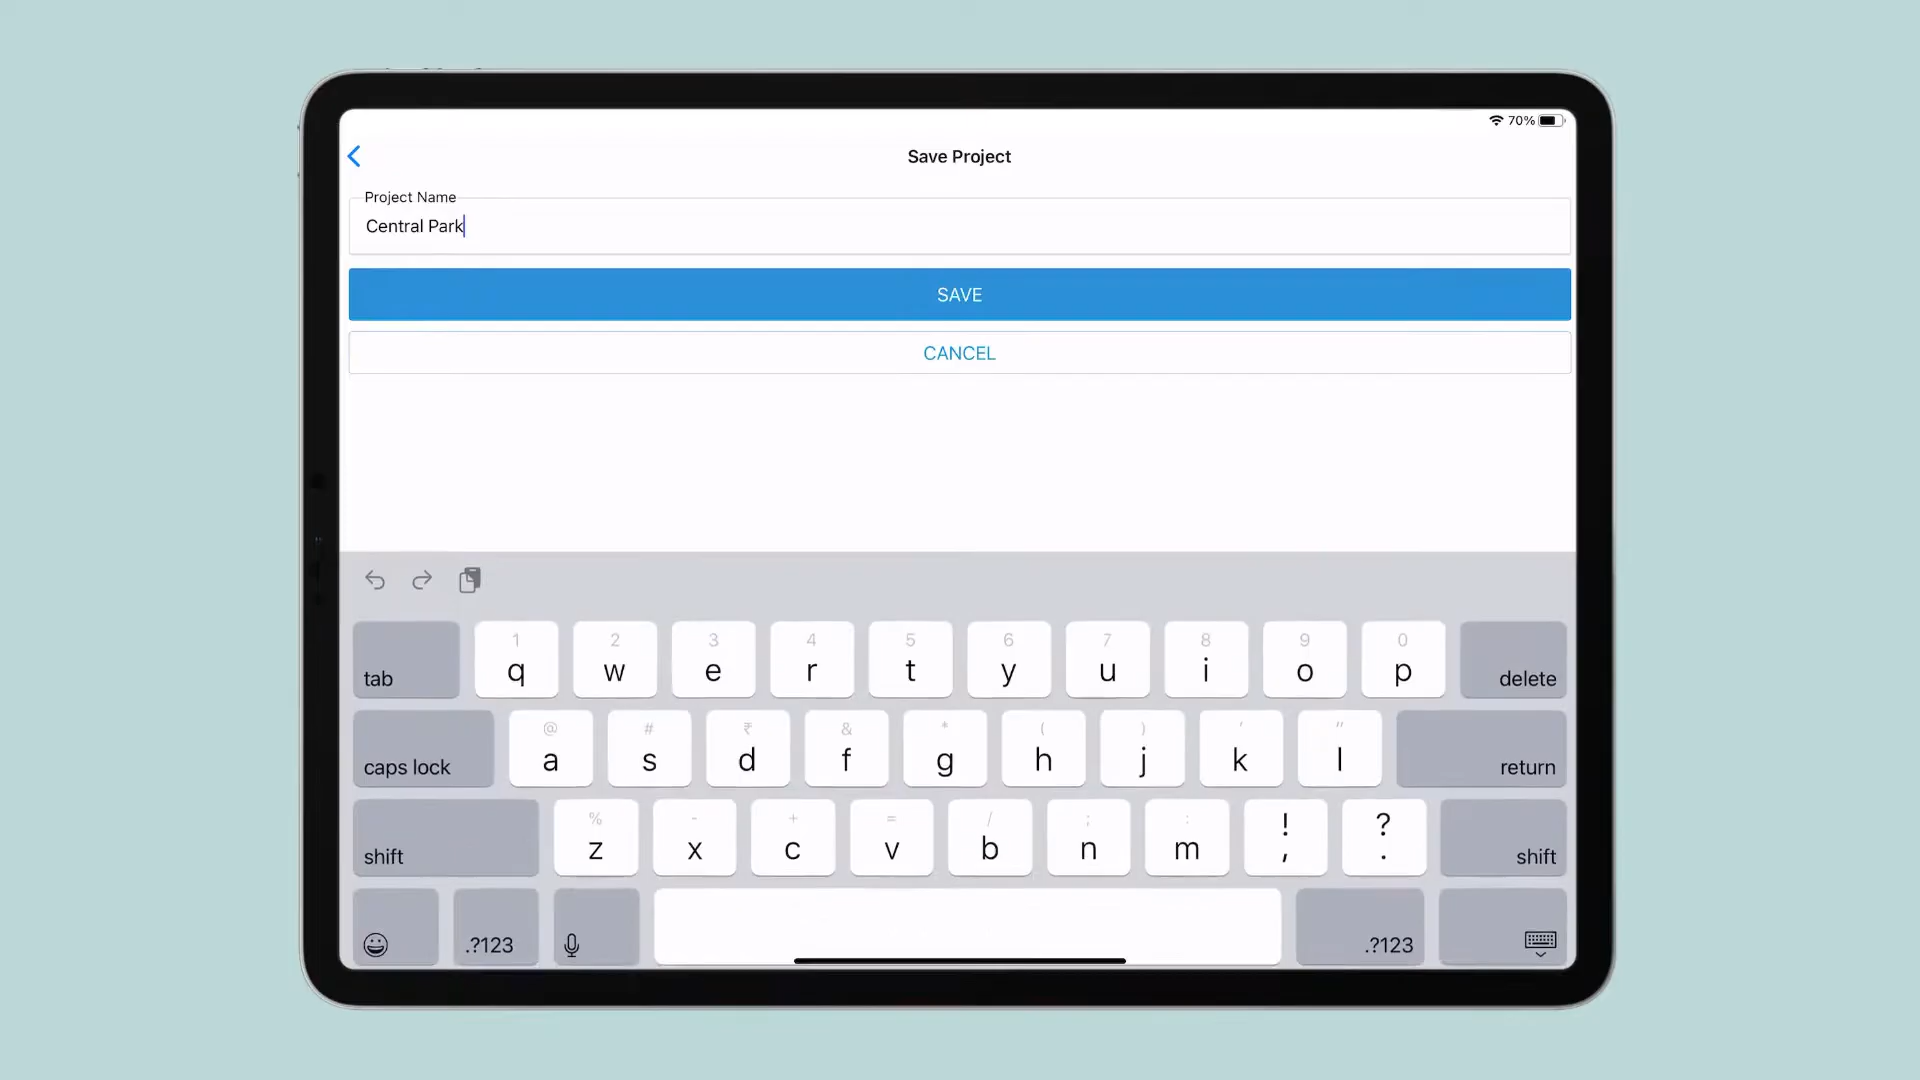 70%
Save Project
Project Name
Central Park
SAVE
CANCEL
1 2 3 4 5 6 7 8 9 0
tab q w e r t y u i o p delete
@ # ₹ & * ( ) ' "
caps lock a s d f g h j k l return
% - + = / ; : ! ?
shift z x c v b n m , . shift
.?123 .?123